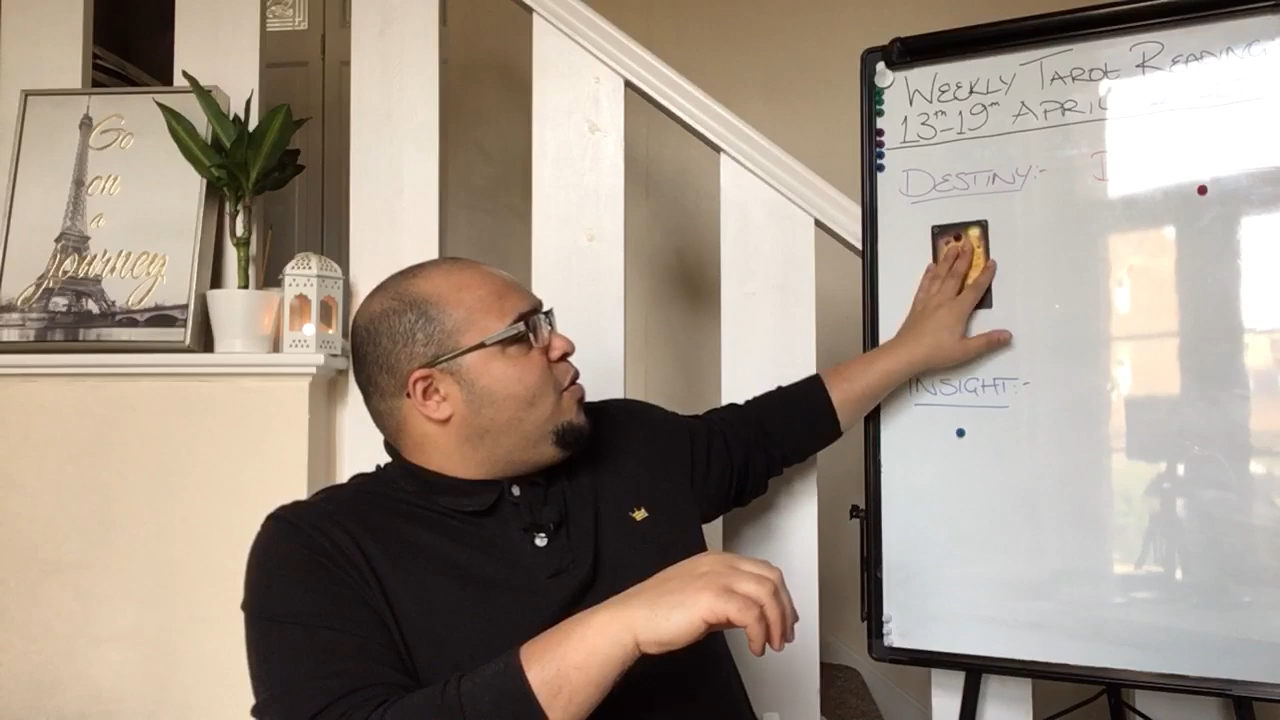 Go
on
a
journey
WEEKLY TAROT READING
13TH-19TH APRIL
DESTINY:-
INSIGHT:-